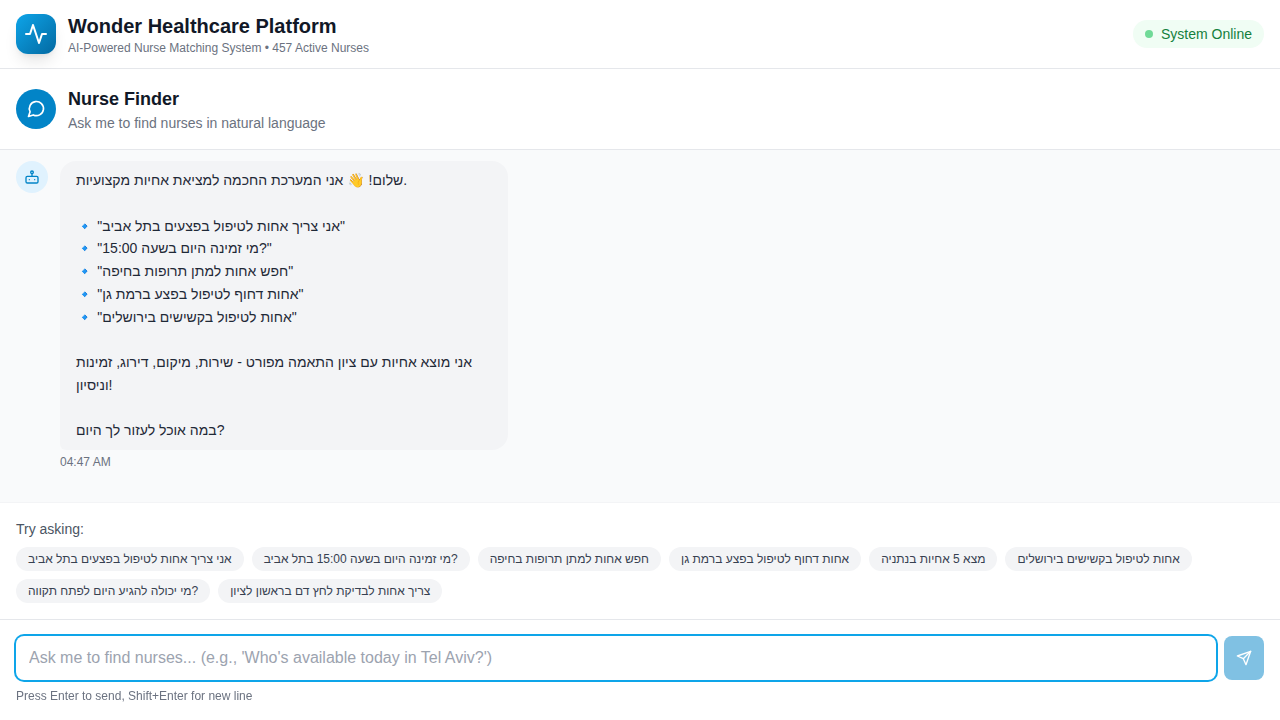 Wonder Healthcare Platform
AI-Powered Nurse Matching System • 457 Active Nurses
System Online
Nurse Finder
Ask me to find nurses in natural language
שלום! 👋 אני המערכת החכמה למציאת אחיות מקצועיות.
🔹 "אני צריך אחות לטיפול בפצעים בתל אביב"
🔹 "מי זמינה היום בשעה 15:00?"
🔹 "חפש אחות למתן תרופות בחיפה"
🔹 "אחות דחוף לטיפול בפצע ברמת גן"
🔹 "אחות לטיפול בקשישים בירושלים"
אני מוצא אחיות עם ציון התאמה מפורט - שירות, מיקום, דירוג, זמינות
וניסיון!
במה אוכל לעזור לך היום?
04:47 AM
Try asking:
אני צריך אחות לטיפול בפצעים בתל אביב
מי זמינה היום בשעה 15:00 בתל אביב?
חפש אחות למתן תרופות בחיפה
אחות דחוף לטיפול בפצע ברמת גן
מצא 5 אחיות בנתניה
אחות לטיפול בקשישים בירושלים
מי יכולה להגיע היום לפתח תקווה?
צריך אחות לבדיקת לחץ דם בראשון לציון
Ask me to find nurses... (e.g., 'Who's available today in Tel Aviv?')
Press Enter to send, Shift+Enter for new line